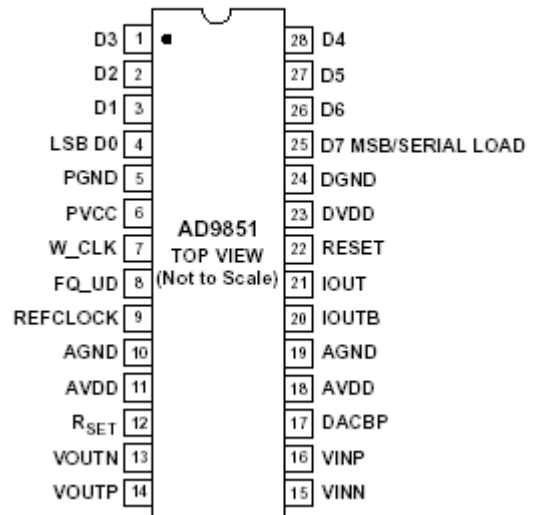 D3 1 28 D4
D2 2 27 D5
D1 3 26 D6
LSB D0 4 25 D7 MSB/SERIAL LOAD
PGND 5 24 DGND
PVCC 6 23 DVDD
W_CLK 7 22 RESET
FQ_UD 8 21 IOUT
REFCLOCK 9 20 IOUTB
AGND 10 19 AGND
AVDD 11 18 AVDD
RSET 12 17 DACBP
VOUTN 13 16 VINP
VOUTP 14 15 VINN
AD9851
TOP VIEW
(Not to Scale)